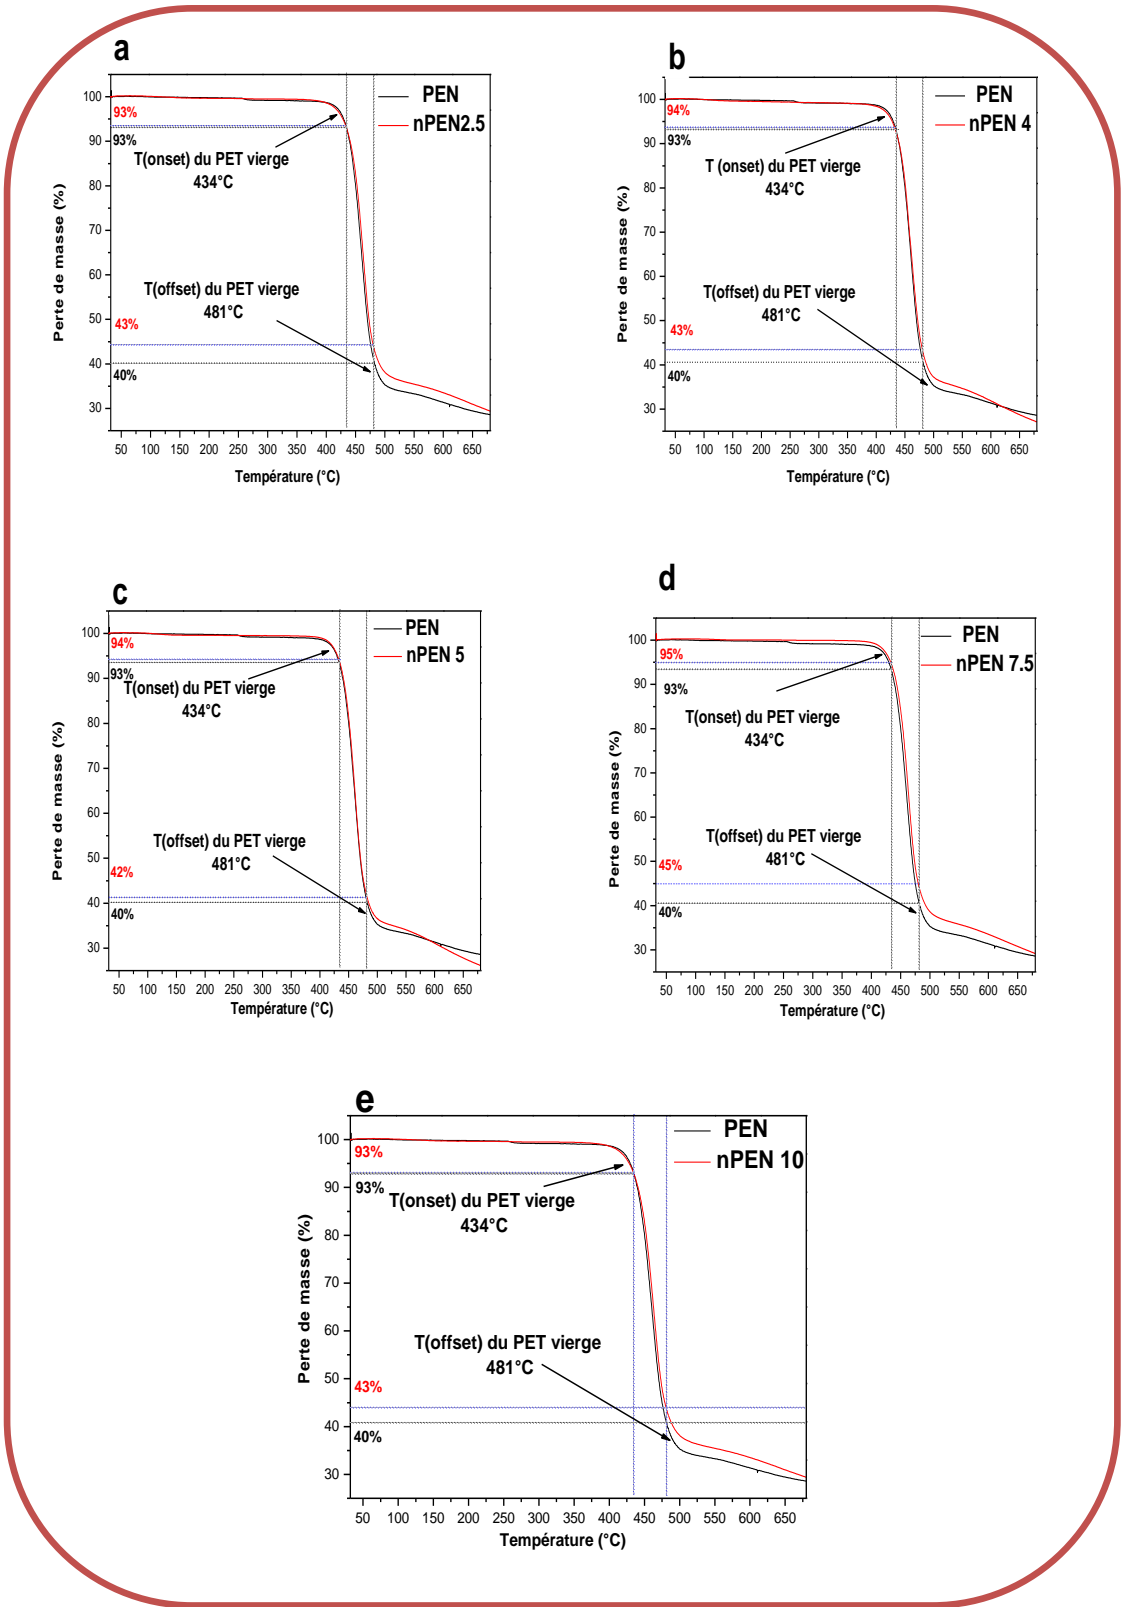 a
PEN
nPEN2.5
100
90
80
70
60
50
40
30
93%
93%
T(onset) du PET vierge
434°C
T(offset) du PET vierge
481°C
43%
40%
Perte de masse (%)
50 100 150 200 250 300 350 400 450 500 550 600 650
Température (°C)
b
PEN
nPEN 4
100
90
80
70
60
50
40
30
94%
93%
T (onset) du PET vierge
434°C
T(offset) du PET vierge
481°C
43%
40%
Perte de masse (%)
50 100 150 200 250 300 350 400 450 500 550 600 650
Température (°C)
c
PEN
nPEN 5
100
90
80
70
60
50
40
30
94%
93%
T(onset) du PET vierge
434°C
T(offset) du PET vierge
481°C
42%
40%
Perte de masse (%)
50 100 150 200 250 300 350 400 450 500 550 600 650
Température (°C)
d
PEN
nPEN 7.5
100
90
80
70
60
50
40
30
95%
93%
T(onset) du PET vierge
434°C
T(offset) du PET vierge
481°C
45%
40%
Perte de masse (%)
50 100 150 200 250 300 350 400 450 500 550 600 650
Température (°C)
e
PEN
nPEN 10
100
90
80
70
60
50
40
30
93%
93%
T(onset) du PET vierge
434°C
T(offset) du PET vierge
481°C
43%
40%
Perte de masse (%)
50 100 150 200 250 300 350 400 450 500 550 600 650
Température (°C)